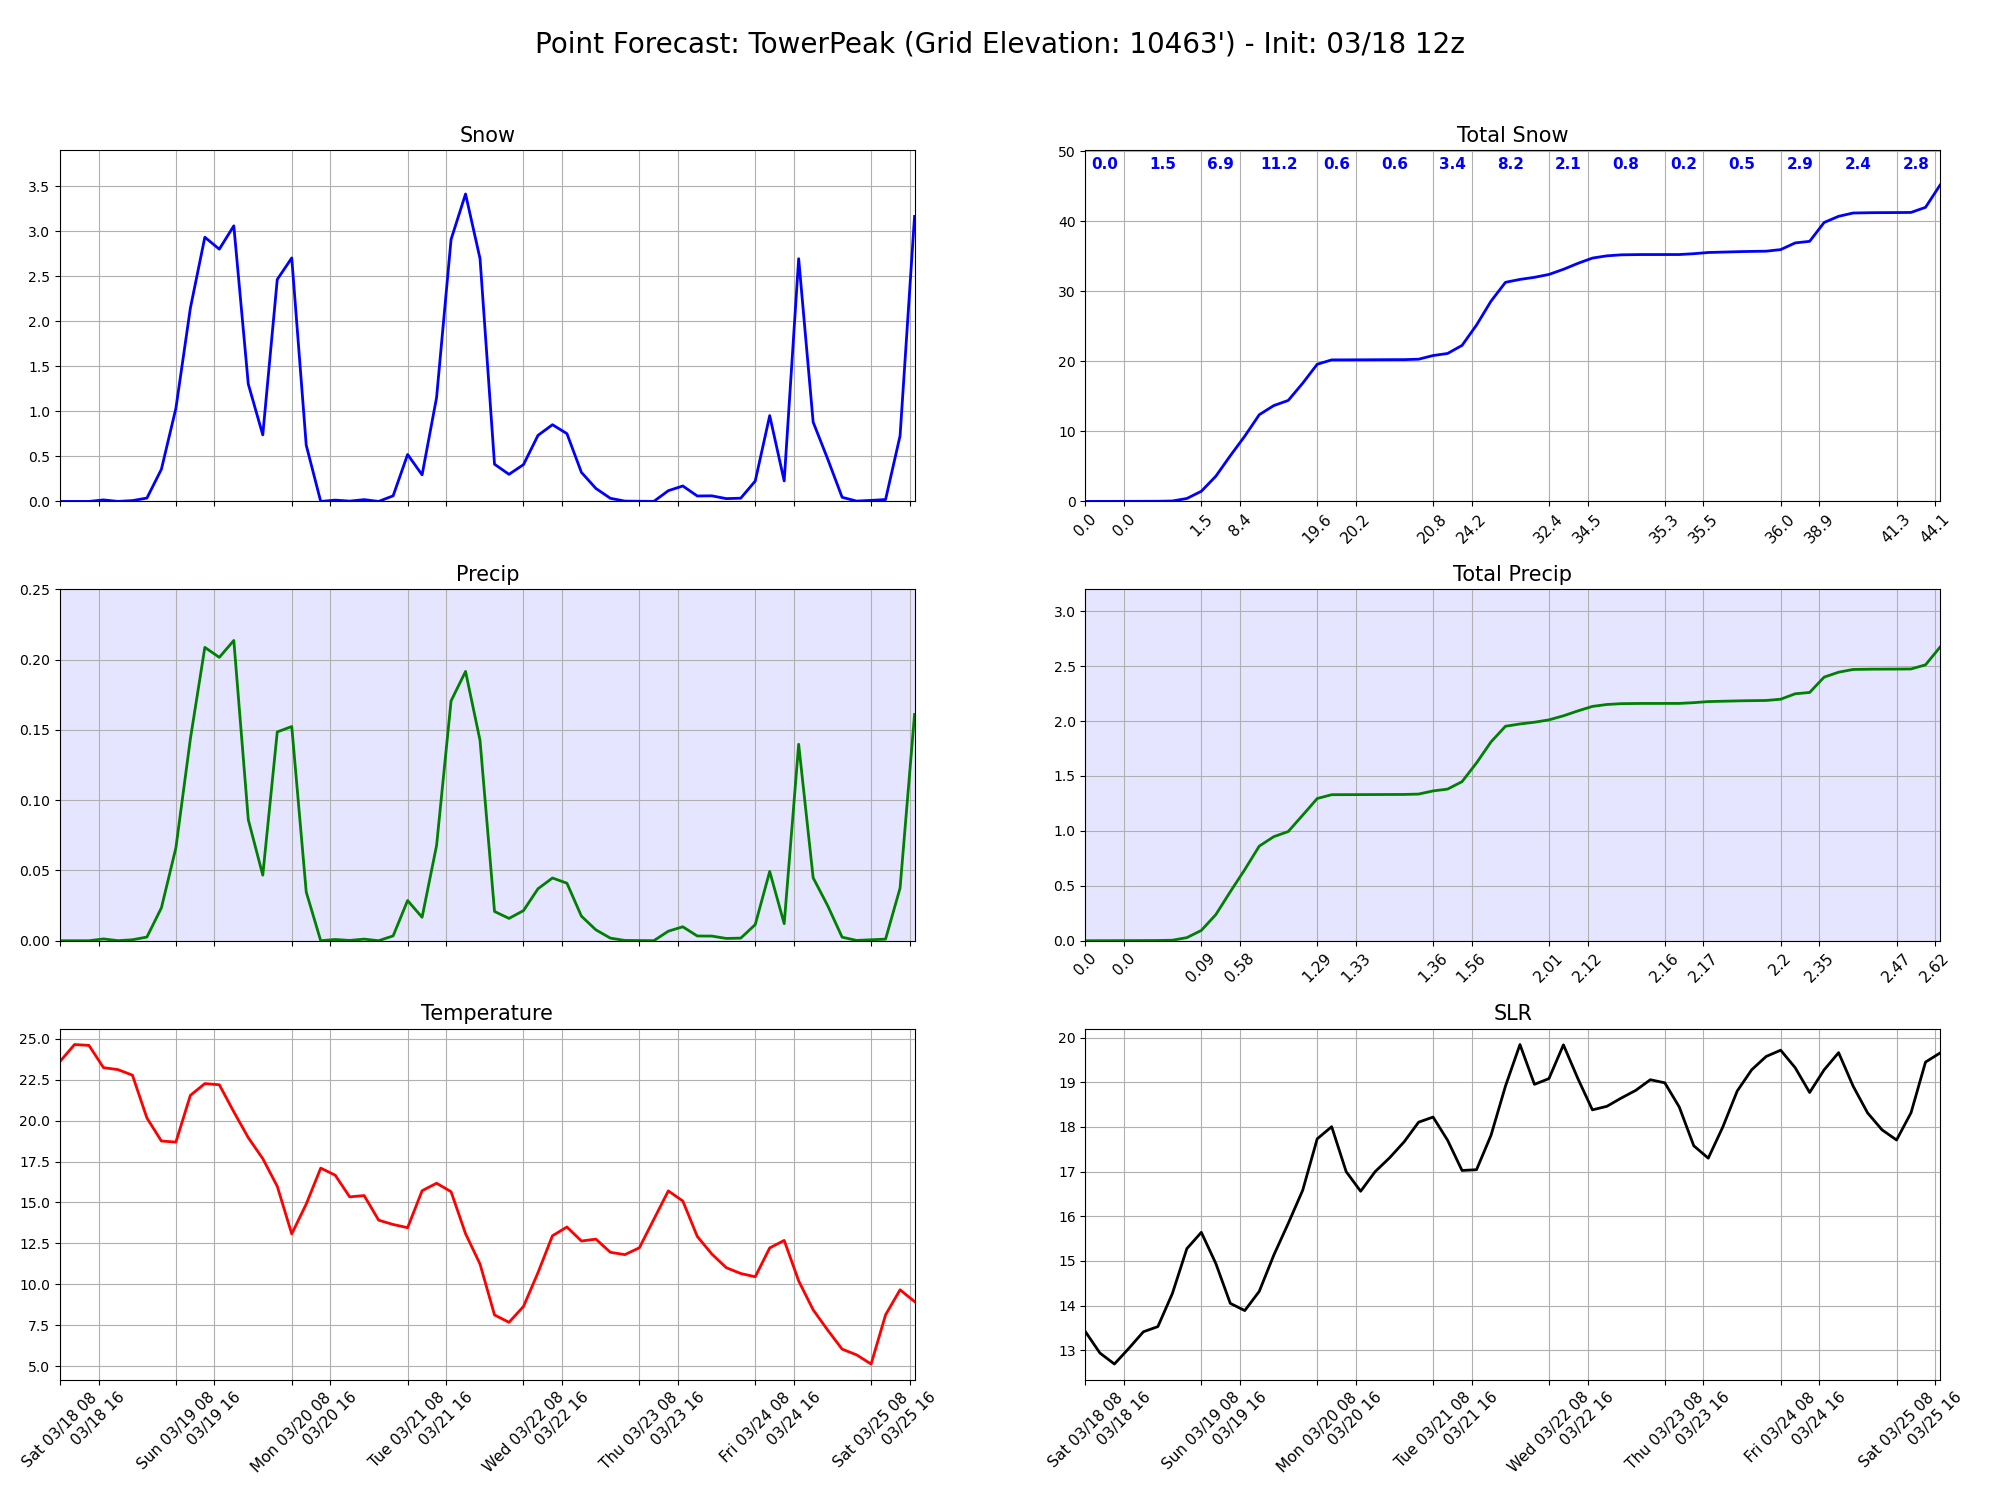 Point Forecast: TowerPeak (Grid Elevation: 10463') - Init: 03/18 12z
Snow
3.5
3.0
2.5
2.0
1.5
1.0
0.5
0.0
Total Snow
50
40
30
20
10
0
0.0 1.5 6.9 11.2 0.6 0.6 3.4 8.2 2.1 0.8 0.2 0.5 2.9 2.4 2.8
0.0 0.0 1.5 8.4 19.6 20.2 20.8 24.2 32.4 34.5 35.3 35.5 36.0 38.9 41.3 44.1
Precip
0.25
0.20
0.15
0.10
0.05
0.00
Total Precip
3.0
2.5
2.0
1.5
1.0
0.5
0.0
0.0 0.0 0.09 0.58 1.29 1.33 1.36 1.56 2.01 2.12 2.16 2.17 2.2 2.35 2.47 2.62
Temperature
25.0
22.5
20.0
17.5
15.0
12.5
10.0
7.5
5.0
Sat 03/18 08
03/18 16
Sun 03/19 08
03/19 16
Mon 03/20 08
03/20 16
Tue 03/21 08
03/21 16
Wed 03/22 08
03/22 16
Thu 03/23 08
03/23 16
Fri 03/24 08
03/24 16
Sat 03/25 08
03/25 16
SLR
20
19
18
17
16
15
14
13
Sat 03/18 08
03/18 16
Sun 03/19 08
03/19 16
Mon 03/20 08
03/20 16
Tue 03/21 08
03/21 16
Wed 03/22 08
03/22 16
Thu 03/23 08
03/23 16
Fri 03/24 08
03/24 16
Sat 03/25 08
03/25 16